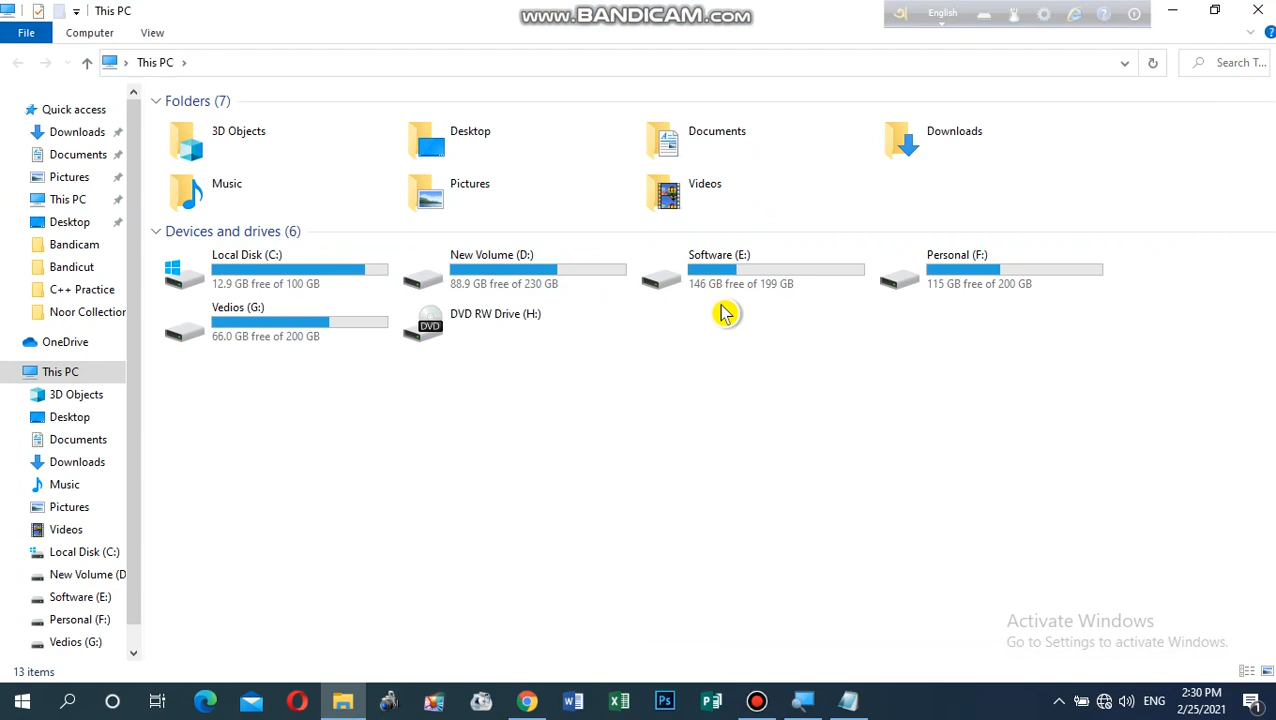 This PC
www.BANDICAM.com
English
File
Computer
View
This PC
Search T...
Quick access
Downloads
Documents
Pictures
This PC
Desktop
Bandicam
Bandicut
C++ Practice
Noor Collection
OneDrive
This PC
3D Objects
Desktop
Documents
Downloads
Music
Pictures
Videos
Local Disk (C:)
New Volume (D
Software (E:)
Personal (F:)
Vedios (G:)
Folders (7)
3D Objects
Desktop
Documents
Downloads
Music
Pictures
Videos
Devices and drives (6)
Local Disk (C:)
12.9 GB free of 100 GB
New Volume (D:)
88.9 GB free of 230 GB
Software (E:)
146 GB free of 199 GB
Personal (F:)
115 GB free of 200 GB
Vedios (G:)
66.0 GB free of 200 GB
DVD RW Drive (H:)
DVD
Activate Windows
Go to Settings to activate Windows.
13 items
ENG
2:30 PM
2/25/2021
1